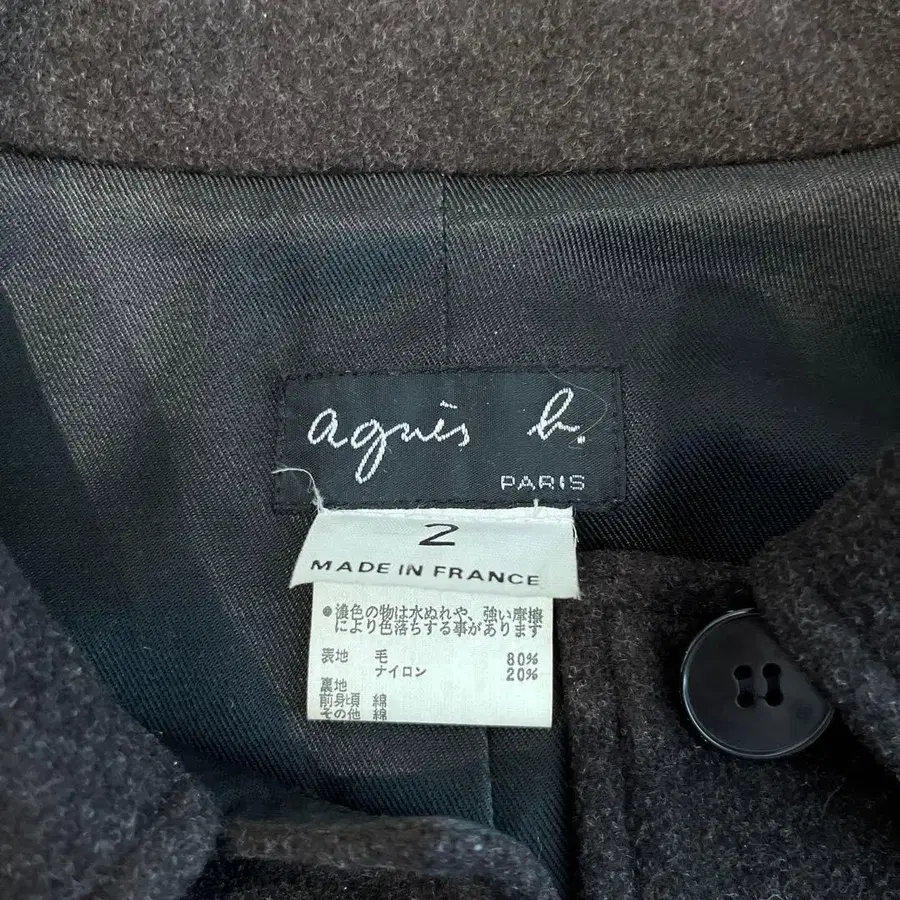 agnès b.
PARIS
2
MADE IN FRANCE
●濃色の物は水ぬれや、強い摩擦
により色落ちする事があります
表地 毛 80%
ナイロン 20%
裏地
前身頃 綿
その他 綿